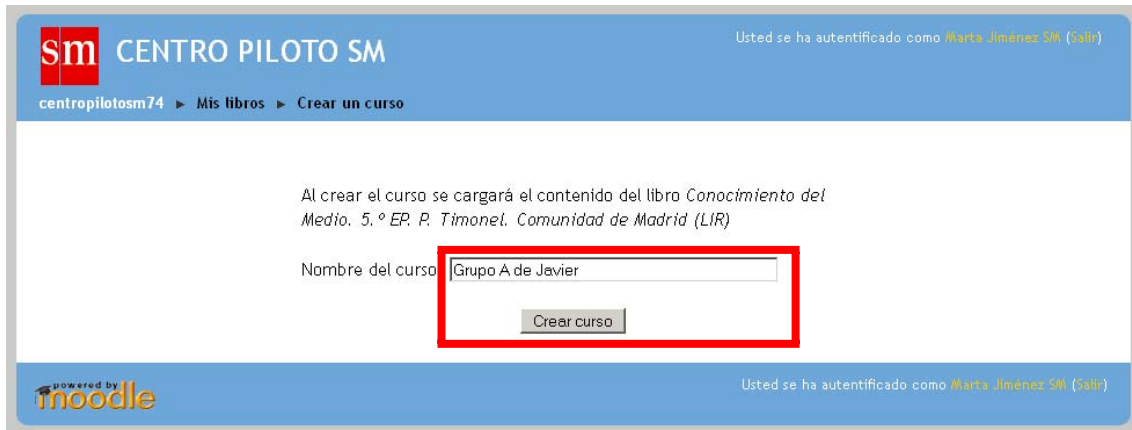 sm CENTRO PILOTO SM
Usted se ha autentificado como Marta Jiménez SM (Salir)
centropilotosm74 ► Mis libros ► Crear un curso
Al crear el curso se cargará el contenido del libro Conocimiento del
Medio. 5.º EP. P. Timonel. Comunidad de Madrid (LIR)
Nombre del curso Grupo A de Javier
Crear curso
powered by
moodle
Usted se ha autentificado como Marta Jiménez SM (Salir)